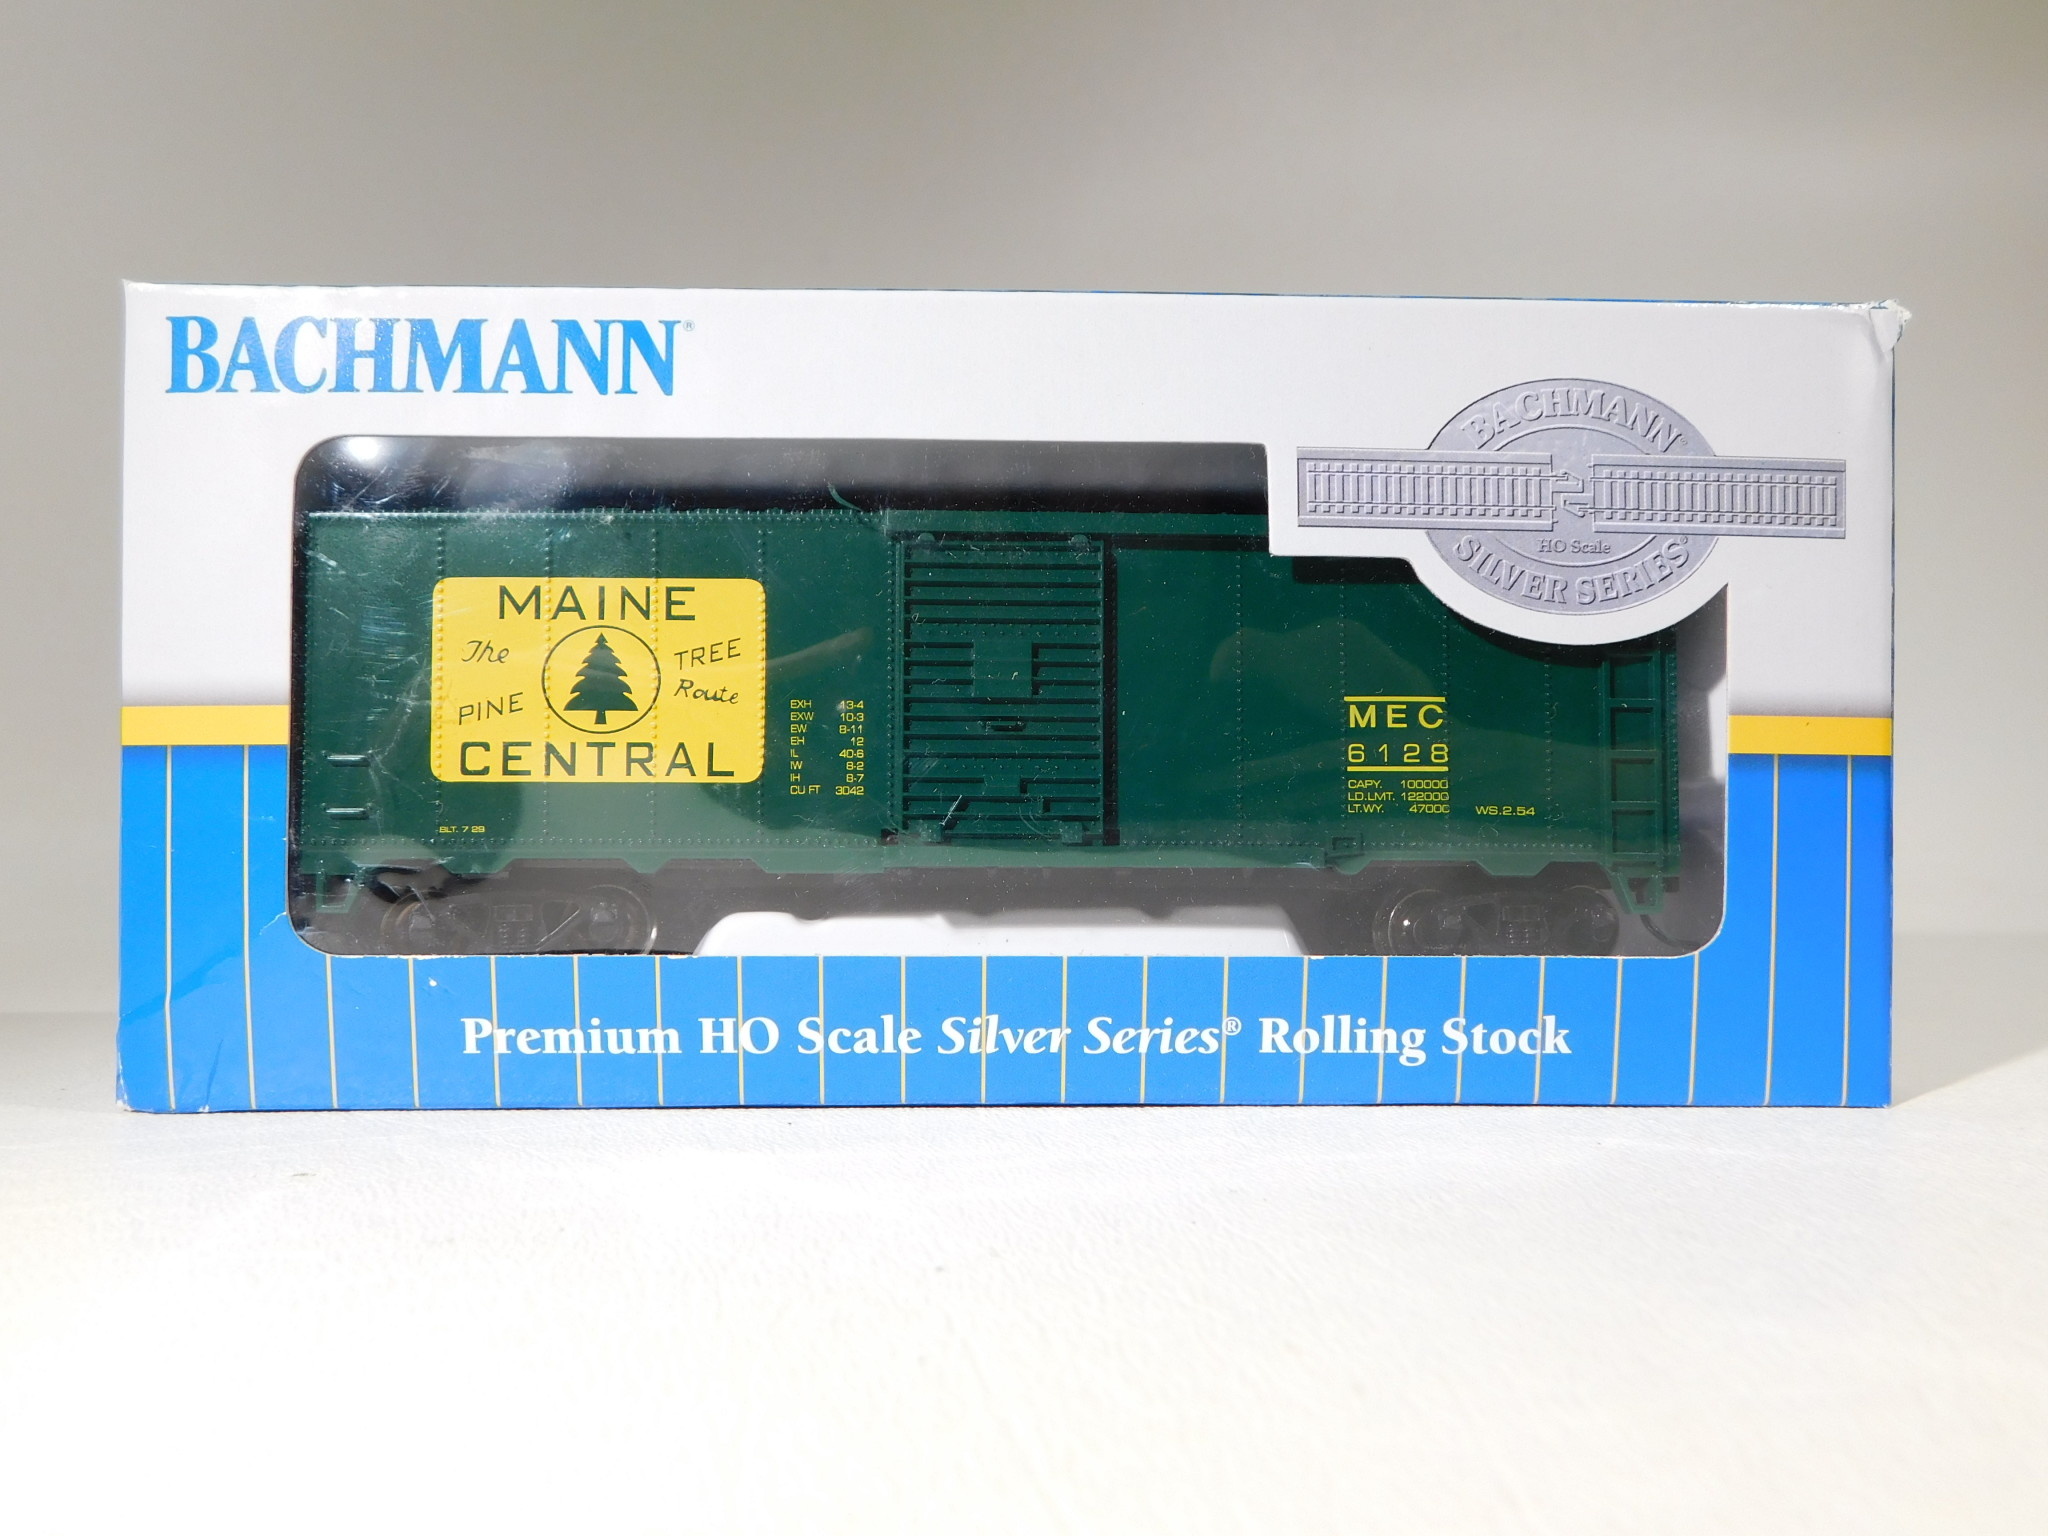 BACHMANN®
BACHMANN®
HO Scale
SILVER SERIES®
MAINE
The TREE
PINE Route
CENTRAL
EXH 13-4
EXW 10-3
EW 8-11
EH 12
IL 40-6
IW 8-2
IH 8-7
CU FT 3042
BLT. 7 29
MEC
6128
CAPY. 100000
LD.LMT. 122000
LT.WY. 47000
WS.2.54
Premium HO Scale Silver Series® Rolling Stock